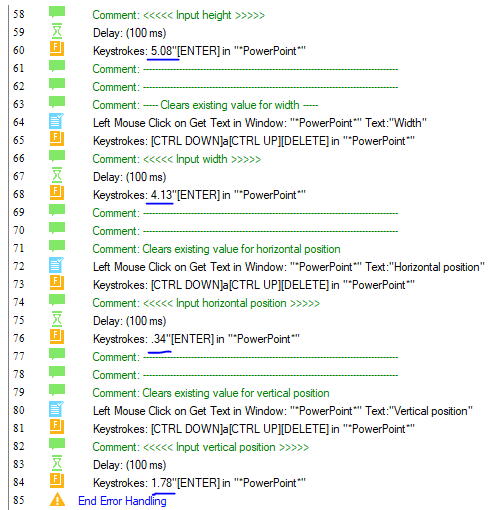 58 Comment: <<<<< Input height >>>>>
59 Delay: (100 ms)
60 Keystrokes: 5.08"[ENTER] in "*PowerPoint*"
61 Comment: ----------------------------------------------------------------------
62 Comment: ----------------------------------------------------------------------
63 Comment: ----- Clears existing value for width -----
64 Left Mouse Click on Get Text in Window: "*PowerPoint*" Text:"Width"
65 Keystrokes: [CTRL DOWN]a[CTRL UP][DELETE] in "*PowerPoint*"
66 Comment: <<<<< Input width >>>>>
67 Delay: (100 ms)
68 Keystrokes: 4.13"[ENTER] in "*PowerPoint*"
69 Comment: ----------------------------------------------------------------------
70 Comment: ----------------------------------------------------------------------
71 Comment: Clears existing value for horizontal position
72 Left Mouse Click on Get Text in Window: "*PowerPoint*" Text:"Horizontal position"
73 Keystrokes: [CTRL DOWN]a[CTRL UP][DELETE] in "*PowerPoint*"
74 Comment: <<<<< Input horizontal position >>>>>
75 Delay: (100 ms)
76 Keystrokes: .34"[ENTER] in "*PowerPoint*"
77 Comment: ----------------------------------------------------------------------
78 Comment: ----------------------------------------------------------------------
79 Comment: Clears existing value for vertical position
80 Left Mouse Click on Get Text in Window: "*PowerPoint*" Text:"Vertical position"
81 Keystrokes: [CTRL DOWN]a[CTRL UP][DELETE] in "*PowerPoint*"
82 Comment: <<<<< Input vertical position >>>>>
83 Delay: (100 ms)
84 Keystrokes: 1.78"[ENTER] in "*PowerPoint*"
85 End Error Handling